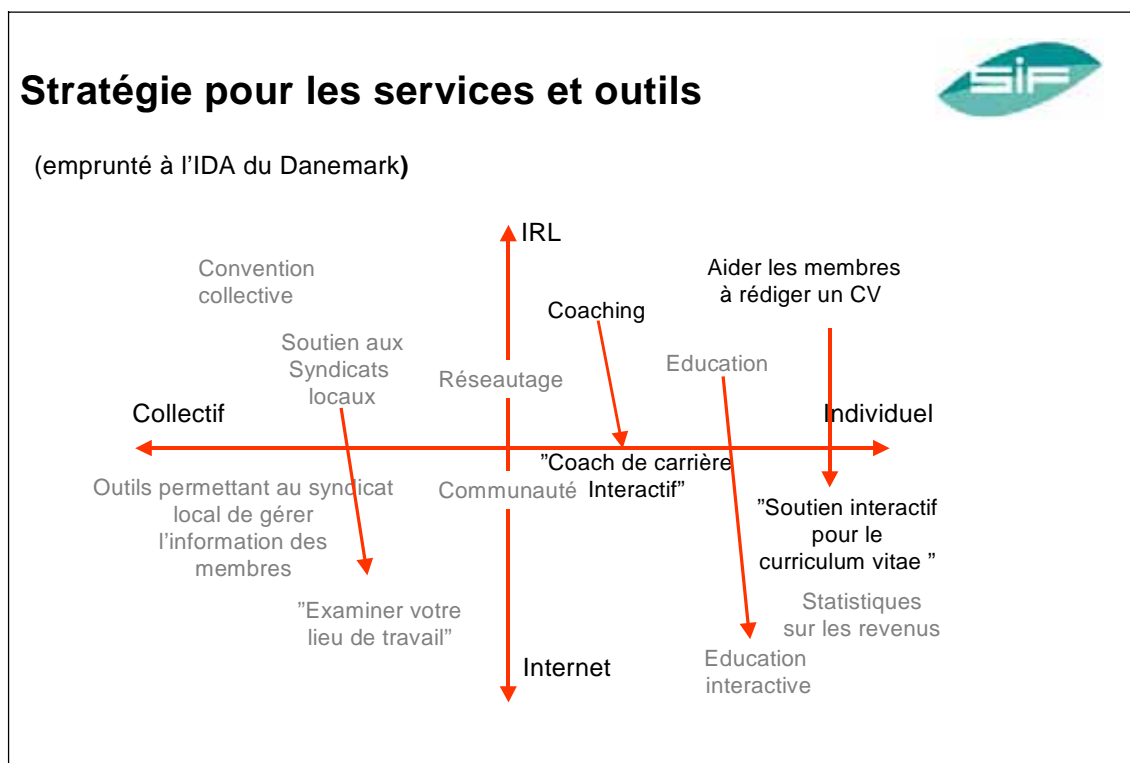 Stratégie pour les services et outils
SiF
(emprunté à l'IDA du Danemark)
IRL
Convention
collective
Aider les membres
à rédiger un CV
Coaching
Soutien aux
Syndicats
locaux
Réseautage
Education
Collectif
Individuel
"Coach de carrière
Interactif"
Communauté
Outils permettant au syndicat
local de gérer
l'information des
membres
"Soutien interactif
pour le
curriculum vitae "
"Examiner votre
lieu de travail"
Statistiques
sur les revenus
Education
interactive
Internet